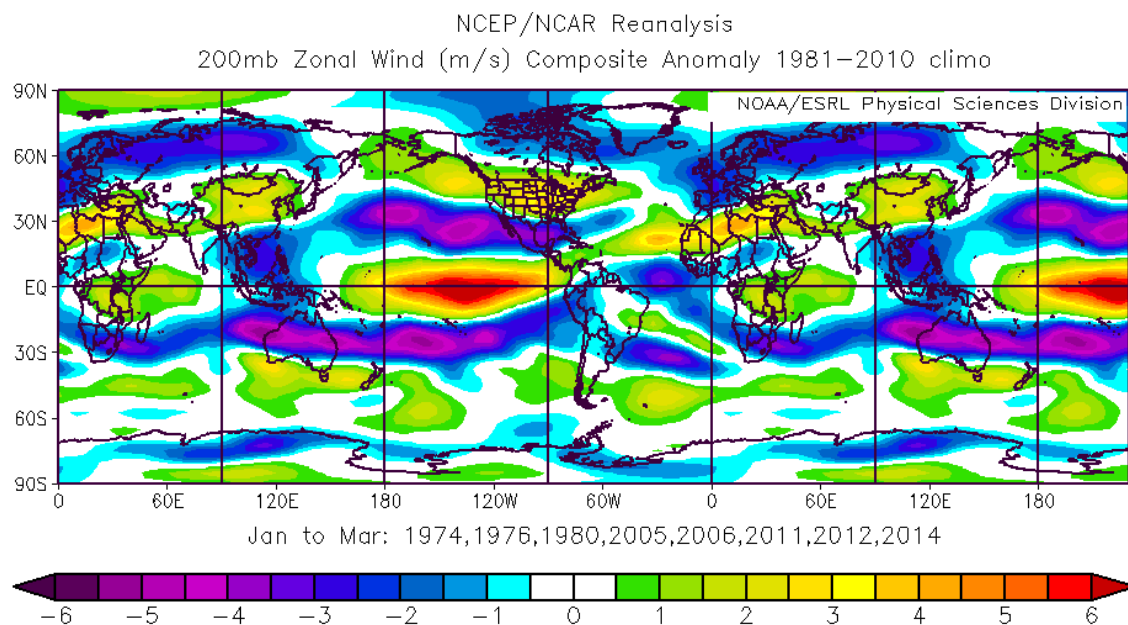 NCEP/NCAR Reanalysis
200mb Zonal Wind (m/s) Composite Anomaly 1981-2010 climo
NOAA/ESRL Physical Sciences Division
90N
60N
30N
EQ
30S
60S
90S
0 60E 120E 180 120W 60W 0 60E 120E 180
Jan to Mar: 1974,1976,1980,2005,2006,2011,2012,2014
-6 -5 -4 -3 -2 -1 0 1 2 3 4 5 6